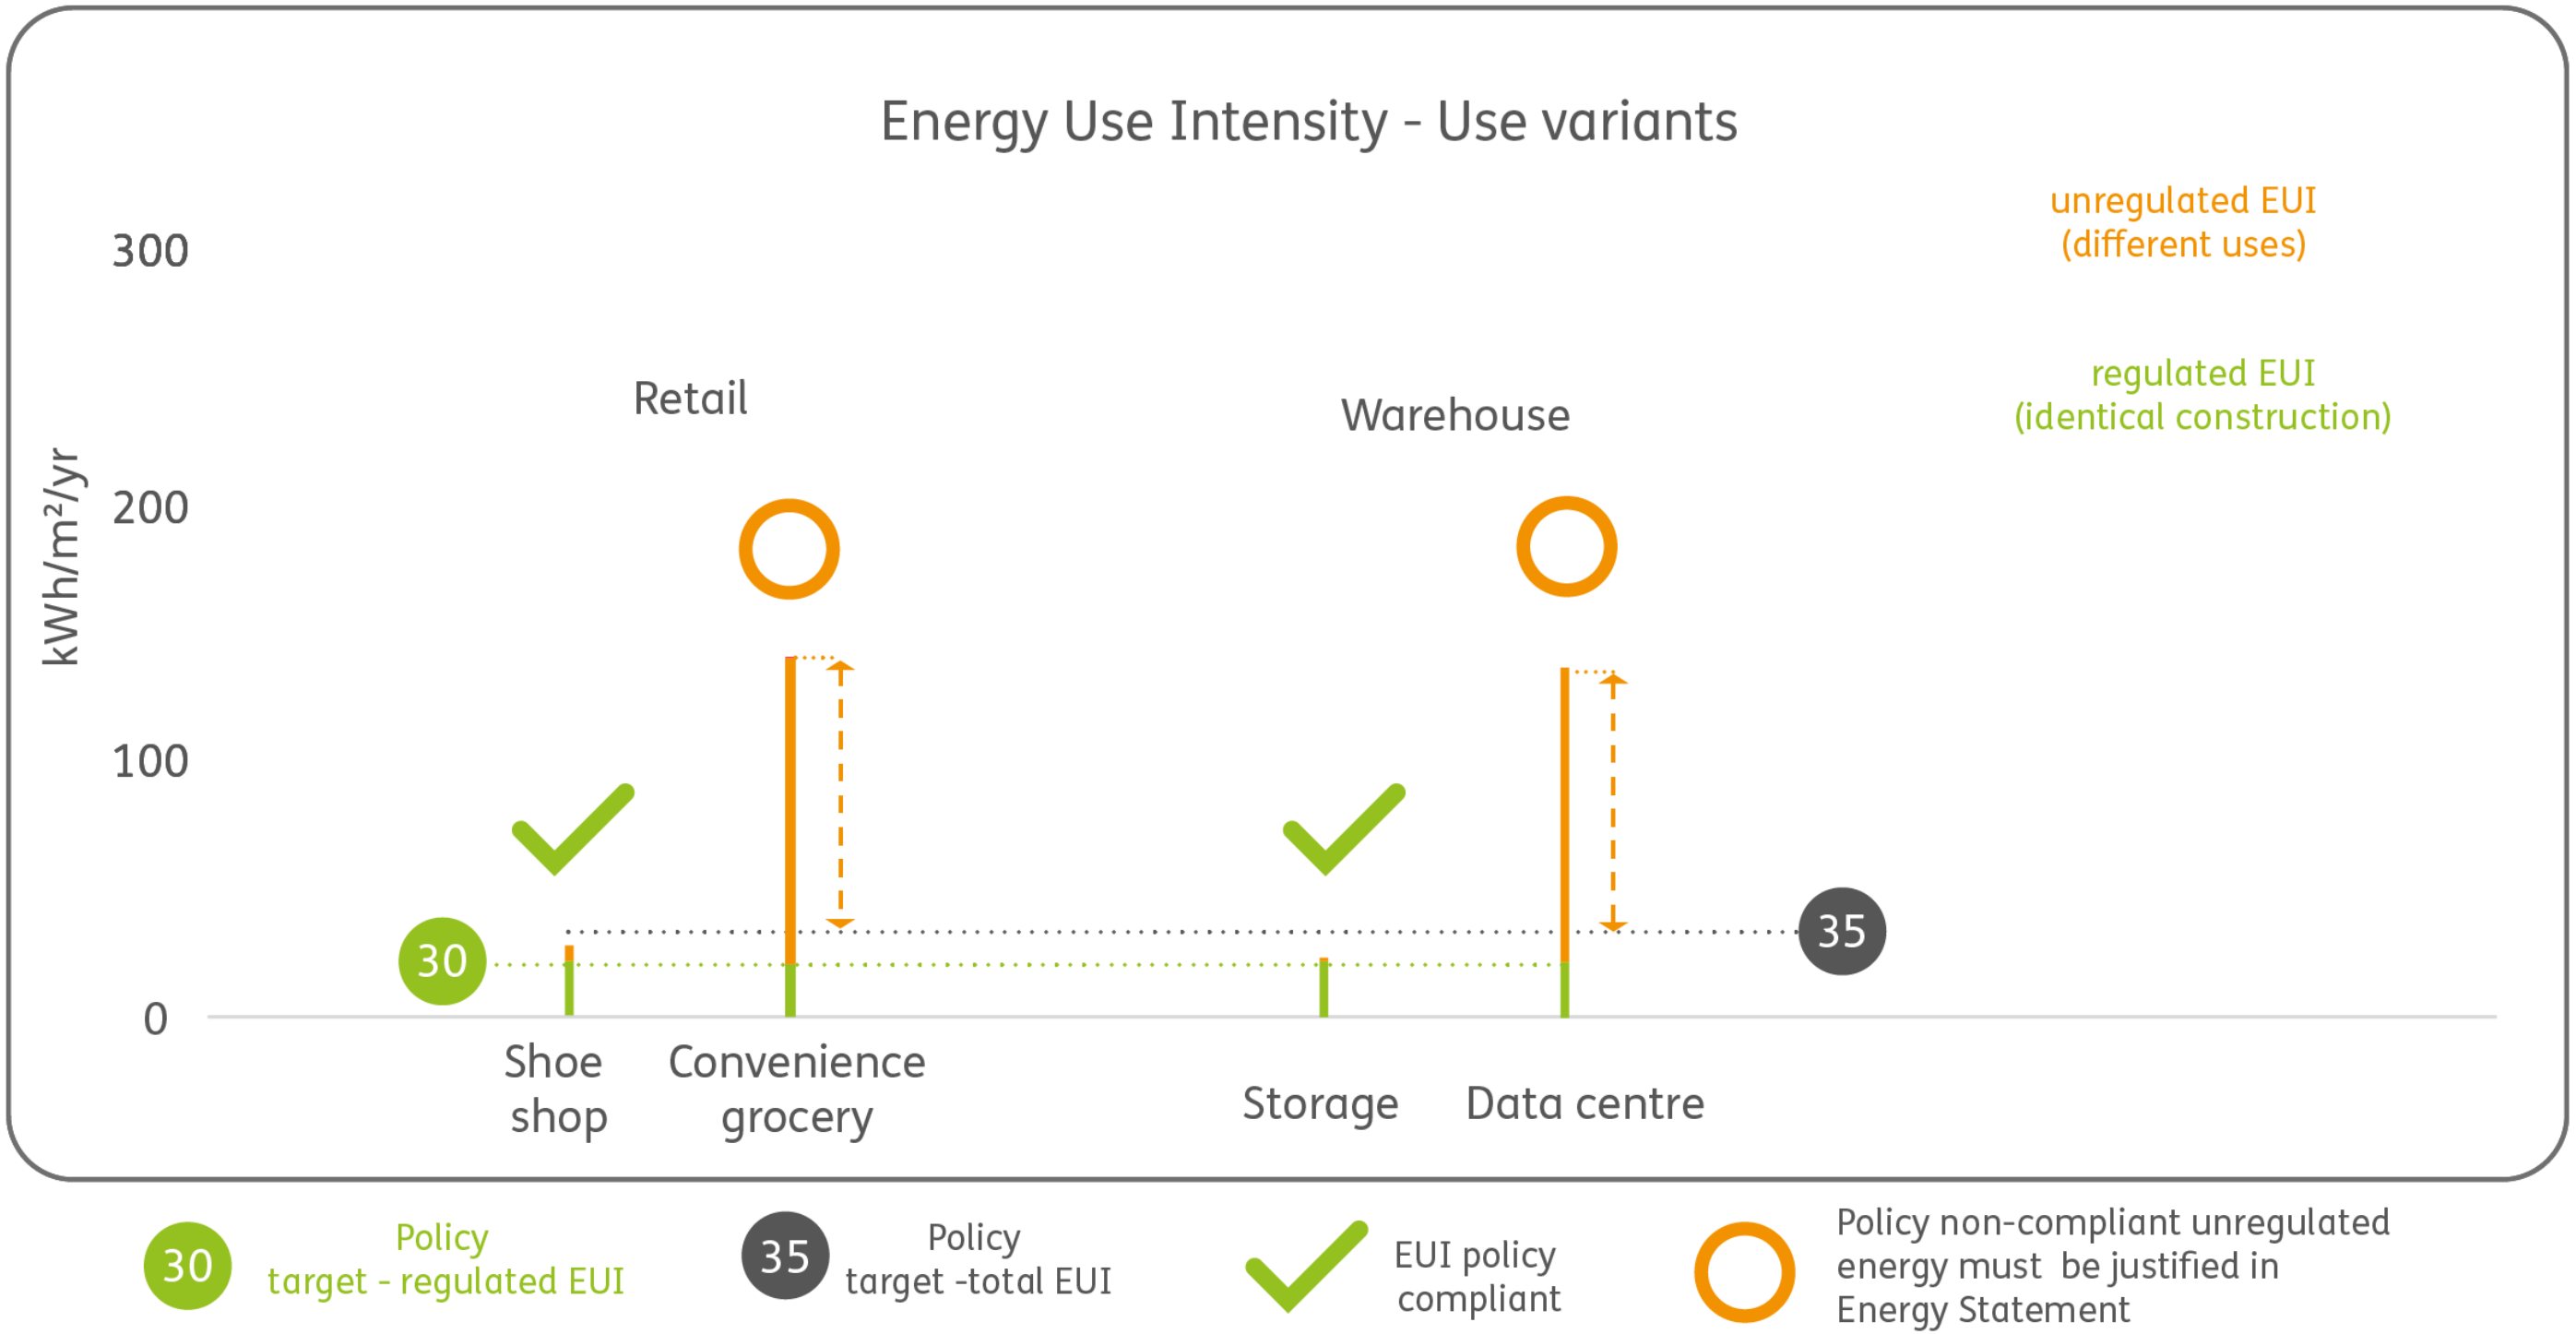 Energy Use Intensity - Use variants
unregulated EUI
(different uses)
300
regulated EUI
(identical construction)
Retail
Warehouse
kWh/m²/yr
200
100
35
30
0
Shoe
shop
Convenience
grocery
Storage
Data centre
30
Policy
target - regulated EUI
35
Policy
target -total EUI
EUI policy
compliant
Policy non-compliant unregulated
energy must be justified in
Energy Statement